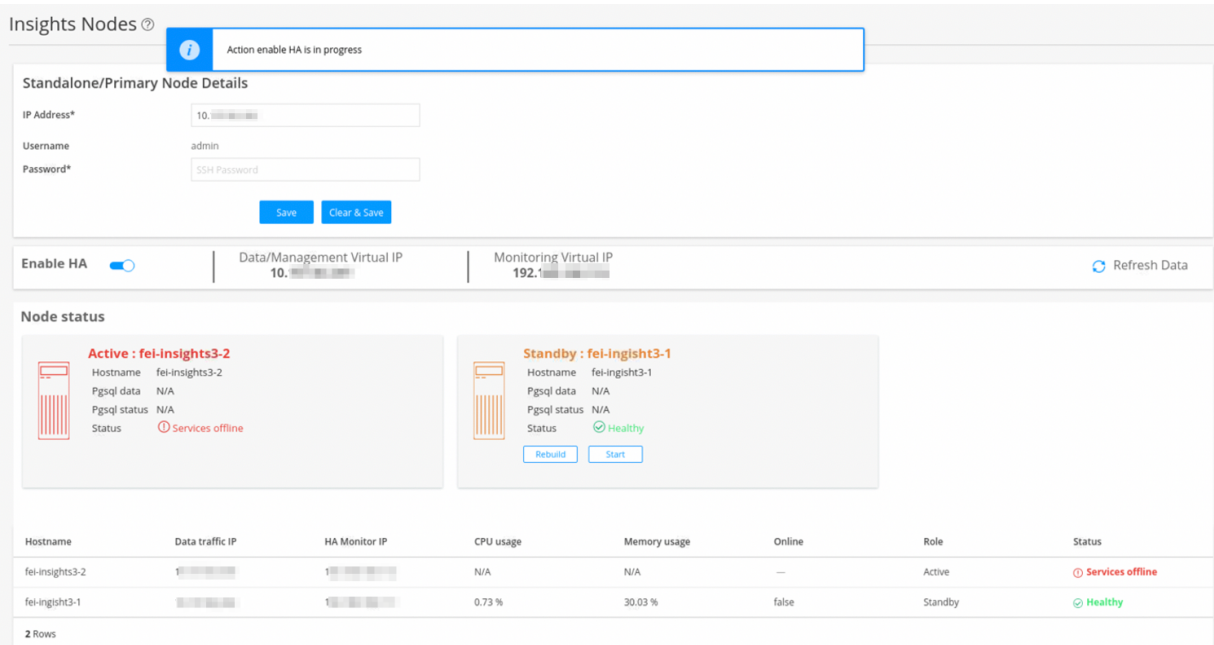 Insights Nodes
Action enable HA is in progress
Standalone/Primary Node Details
IP Address* 10.
Username admin
Password* SSH Password
Save Clear & Save
Enable HA Data/Management Virtual IP Monitoring Virtual IP Refresh Data
10. 192.1
Node status
Active : fei-insights3-2
Hostname fei-insights3-2
Pgsql data N/A
Pgsql status N/A
Status Services offline
Standby : fei-ingisht3-1
Hostname fei-ingisht3-1
Pgsql data N/A
Pgsql status N/A
Status Healthy
Rebuild Start
Hostname Data traffic IP HA Monitor IP CPU usage Memory usage Online Role Status
fei-insights3-2 1 1 N/A N/A — Active Services offline
fei-ingisht3-1 1 0.73 % 30.03 % false Standby Healthy
2 Rows